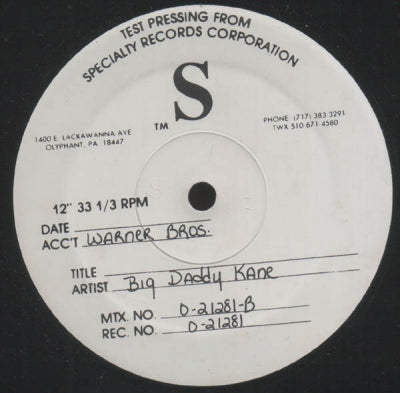 TEST PRESSING FROM
SPECIALTY RECORDS CORPORATION
S
TM
1400 E. LACKAWANNA AVE
OLYPHANT, PA 18447
PHONE (717) 383 3291
TWX 510 671-4580
12" 33 1/3 RPM
DATE
ACC'T WARNER BROS.
TITLE
ARTIST Big Daddy Kane
MTX. NO. 0-21281-B
REC. NO. 0-21281